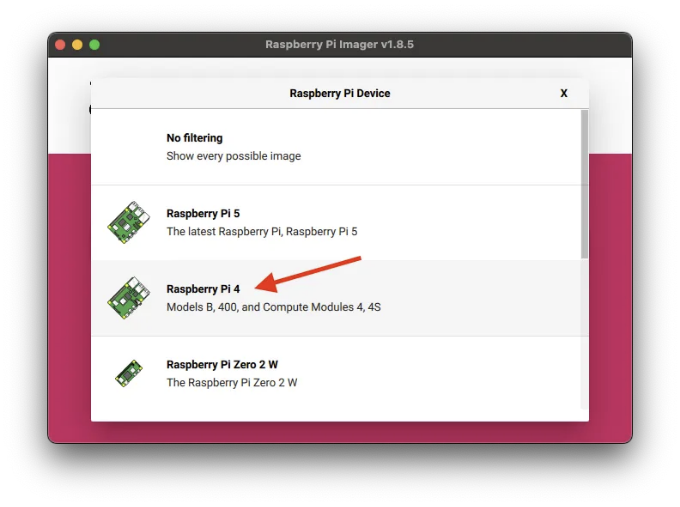 Raspberry Pi Imager v1.8.5
Raspberry Pi Device X
No filtering
Show every possible image
Raspberry Pi 5
The latest Raspberry Pi, Raspberry Pi 5
Raspberry Pi 4
Models B, 400, and Compute Modules 4, 4S
Raspberry Pi Zero 2 W
The Raspberry Pi Zero 2 W